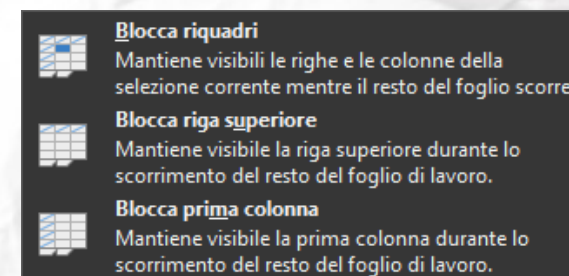 Blocca riquadri
Mantiene visibili le righe e le colonne della
selezione corrente mentre il resto del foglio scorre
Blocca riga superiore
Mantiene visibile la riga superiore durante lo
scorrimento del resto del foglio di lavoro.
Blocca prima colonna
Mantiene visibile la prima colonna durante lo
scorrimento del resto del foglio di lavoro.